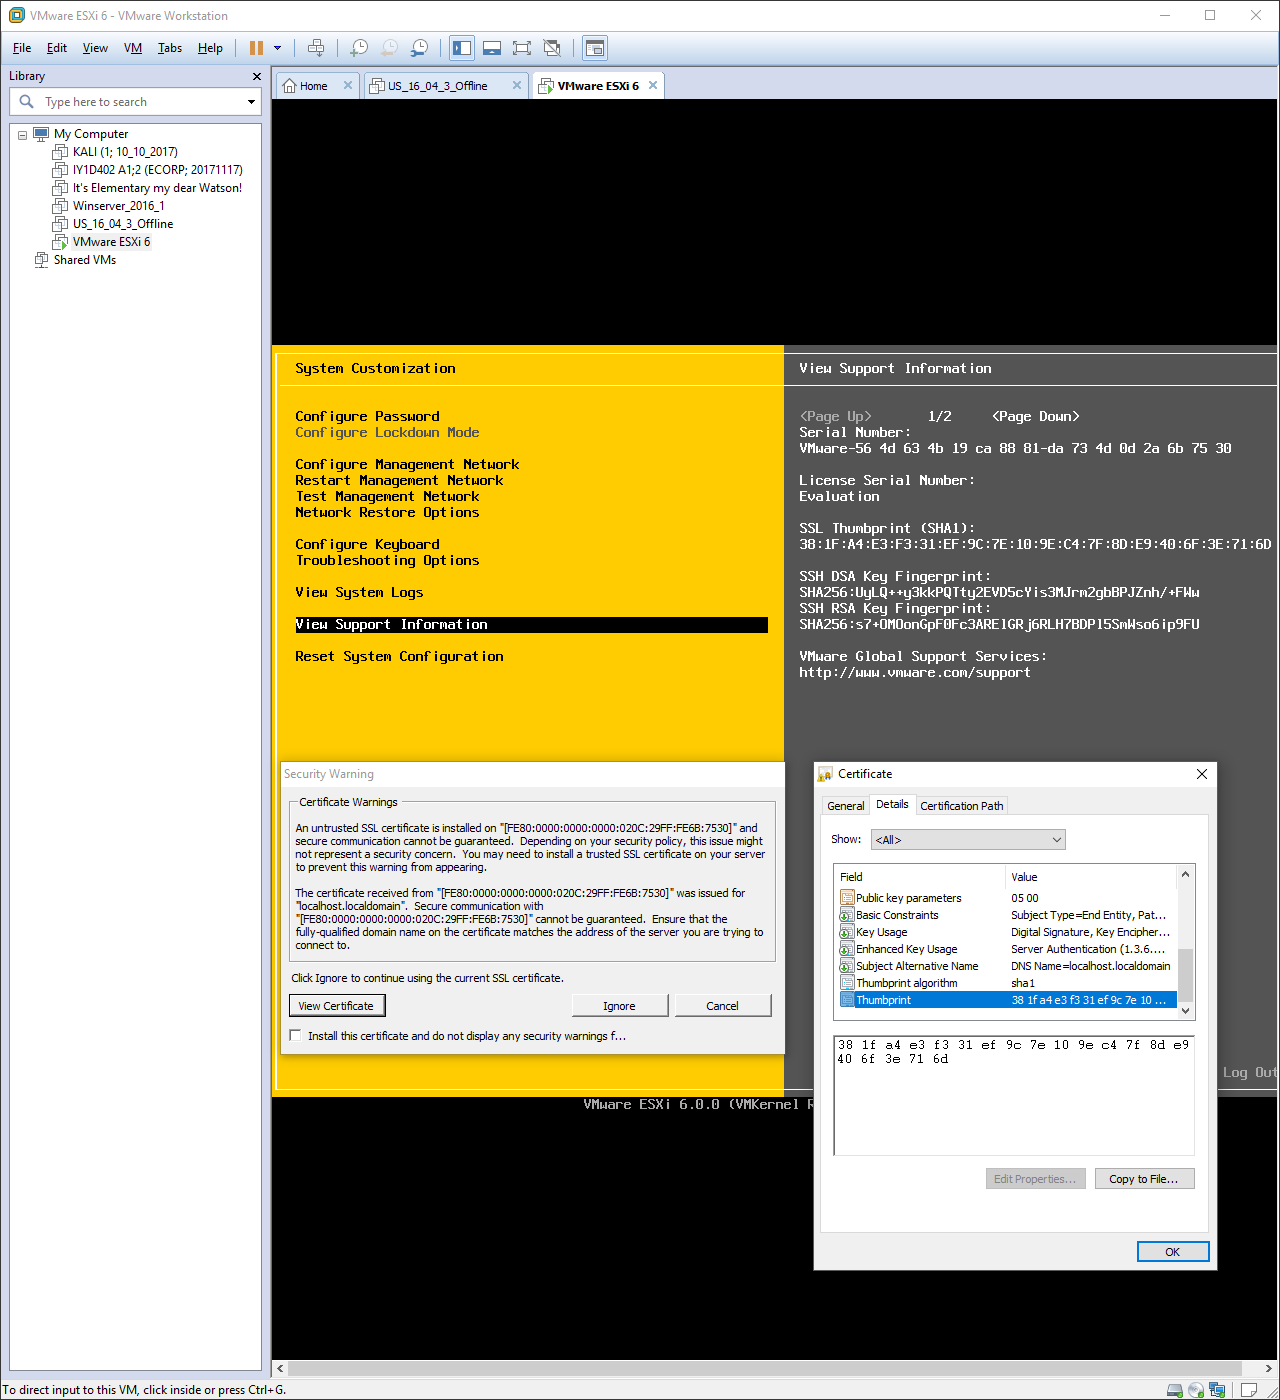 VMware ESXi 6 - VMware Workstation
File Edit View VM Tabs Help
Library
Type here to search
My Computer
KALI (1; 10_10_2017)
IY1D402 A1;2 (ECORP; 20171117)
It's Elementary my dear Watson!
Winserver_2016_1
US_16_04_3_Offline
VMware ESXi 6
Shared VMs
Home
US_16_04_3_Offline
VMware ESXi 6
System Customization
Configure Password
Configure Lockdown Mode
Configure Management Network
Restart Management Network
Test Management Network
Network Restore Options
Configure Keyboard
Troubleshooting Options
View System Logs
View Support Information
Reset System Configuration
View Support Information
<Page Up> 1/2 <Page Down>
Serial Number:
VMware-56 4d 63 4b 19 ca 88 81-da 73 4d 0d 2a 6b 75 30
License Serial Number:
Evaluation
SSL Thumbprint (SHA1):
38:1F:A4:E3:F3:31:EF:9C:7E:10:9E:C4:7F:8D:E9:40:6F:3E:71:6D
SSH DSA Key Fingerprint:
SHA256:UyLQ++y3kkPQTty2EVD5cYis3MJrm2gbBPJZnh/+FWw
SSH RSA Key Fingerprint:
SHA256:s7+OMOonGpF0Fc3ARElGRj6RLH7BDPl5SmWso6ip9FU
VMware Global Support Services:
http://www.vmware.com/support
Log Out
VMware ESXi 6.0.0 (VMKernel R
Security Warning
Certificate Warnings
An untrusted SSL certificate is installed on "[FE80:0000:0000:0000:020C:29FF:FE6B:7530]" and
secure communication cannot be guaranteed. Depending on your security policy, this issue might
not represent a security concern. You may need to install a trusted SSL certificate on your server
to prevent this warning from appearing.
The certificate received from "[FE80:0000:0000:0000:020C:29FF:FE6B:7530]" was issued for
"localhost.localdomain". Secure communication with
"[FE80:0000:0000:0000:020C:29FF:FE6B:7530]" cannot be guaranteed. Ensure that the
fully-qualified domain name on the certificate matches the address of the server you are trying to
connect to.
Click Ignore to continue using the current SSL certificate.
View Certificate Ignore Cancel
Install this certificate and do not display any security warnings f...
Certificate
General Details Certification Path
Show: <All>
Field Value
Public key parameters 05 00
Basic Constraints Subject Type=End Entity, Pat...
Key Usage Digital Signature, Key Encipher...
Enhanced Key Usage Server Authentication (1.3.6....
Subject Alternative Name DNS Name=localhost.localdomain
Thumbprint algorithm sha1
Thumbprint 38 1f a4 e3 f3 31 ef 9c 7e 10 ...
38 1f a4 e3 f3 31 ef 9c 7e 10 9e c4 7f 8d e9
40 6f 3e 71 6d
Edit Properties... Copy to File...
OK
To direct input to this VM, click inside or press Ctrl+G.